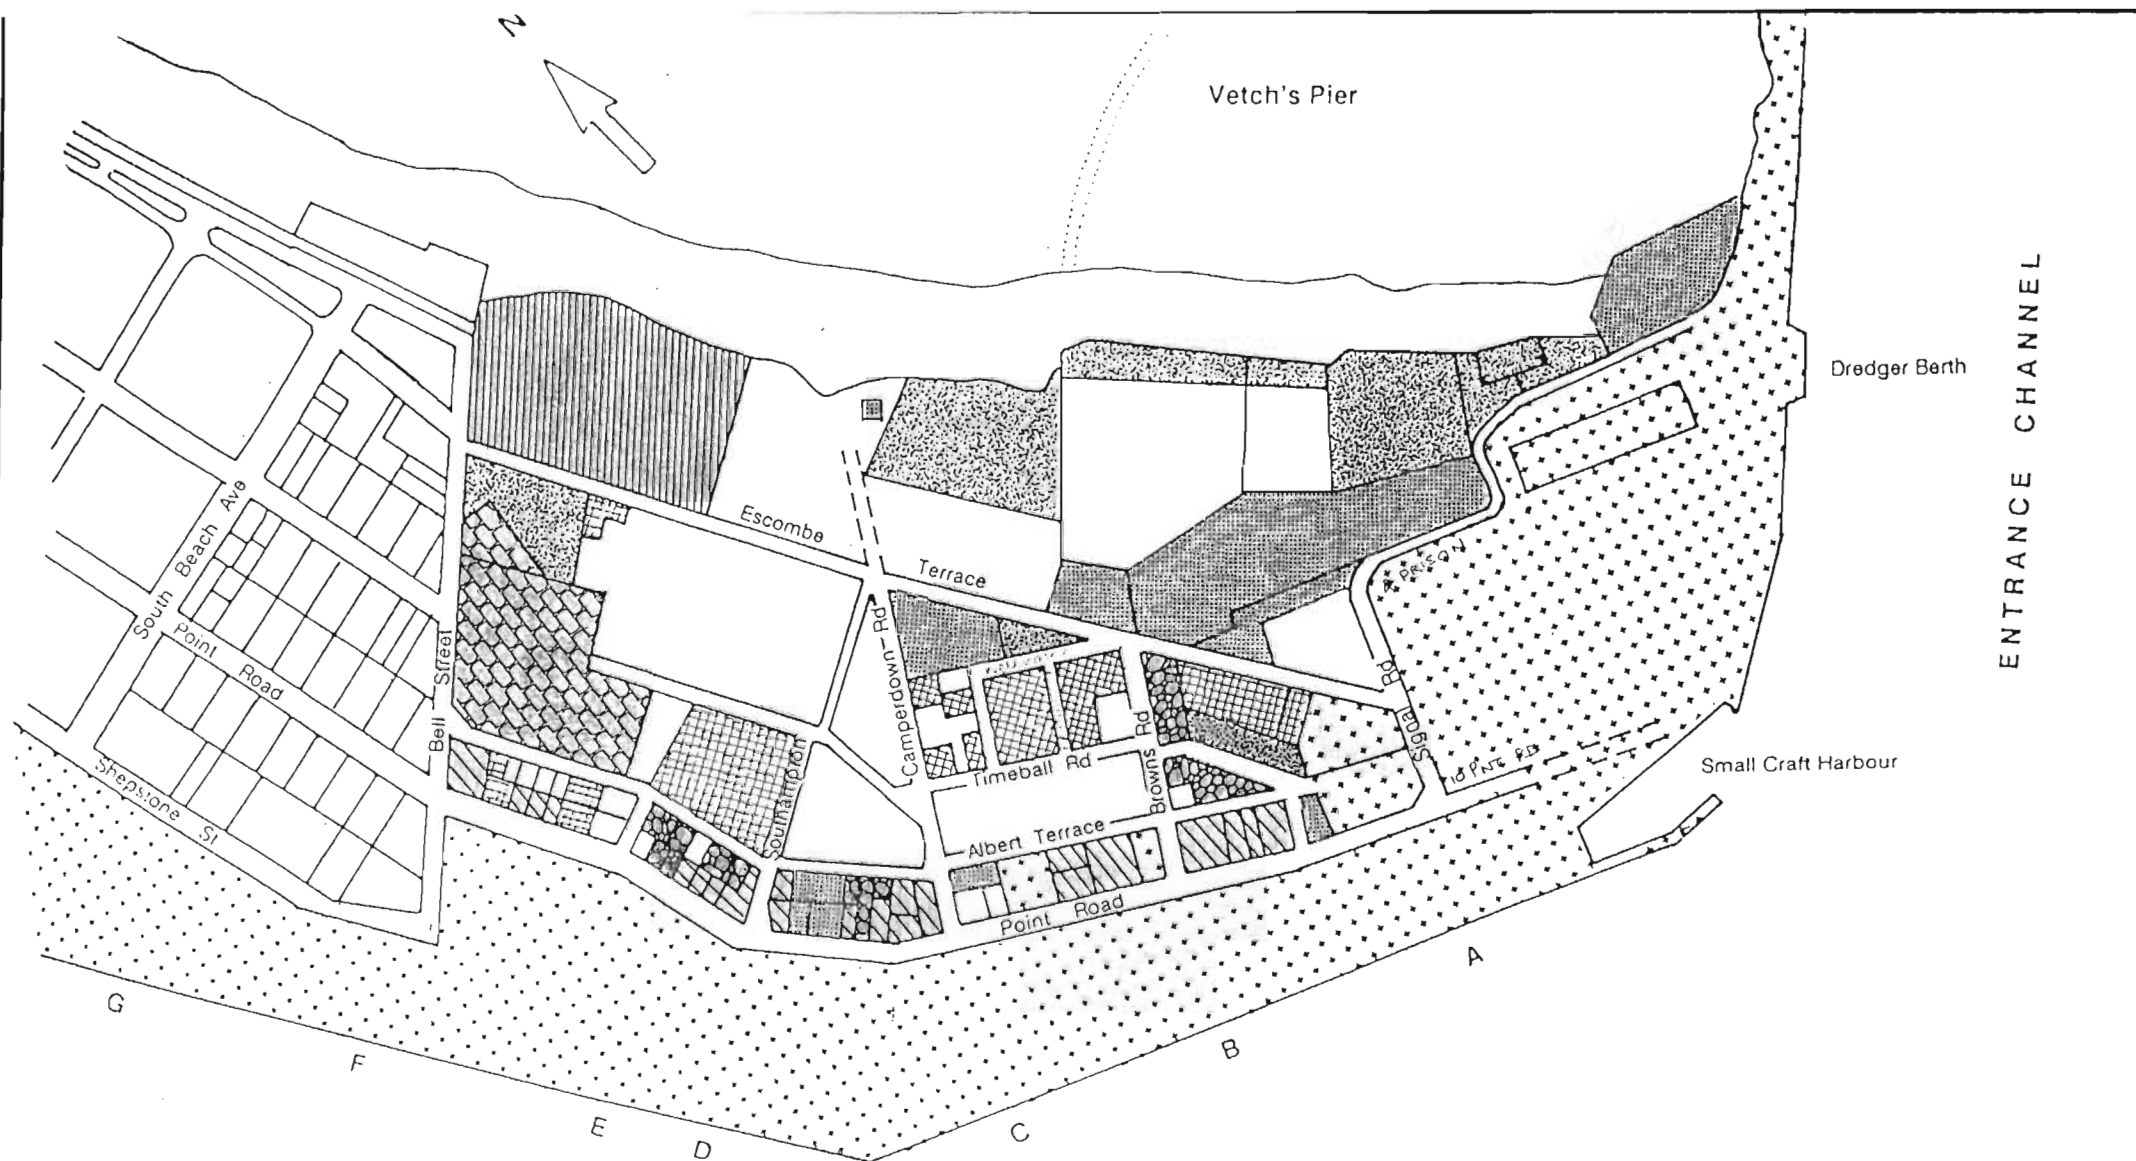 N
Vetch's Pier
Dredger Berth
ENTRANCE CHANNEL
Escombe
Terrace
PRISON
South Beach Ave
Point Road
Bell Street
Shepstone St
Camperdown Rd
Southampton
Timeball Rd
Browns Rd
Albert Terrace
Point Road
Rd
Small Craft Harbour
A
B
C
D
E
F
G